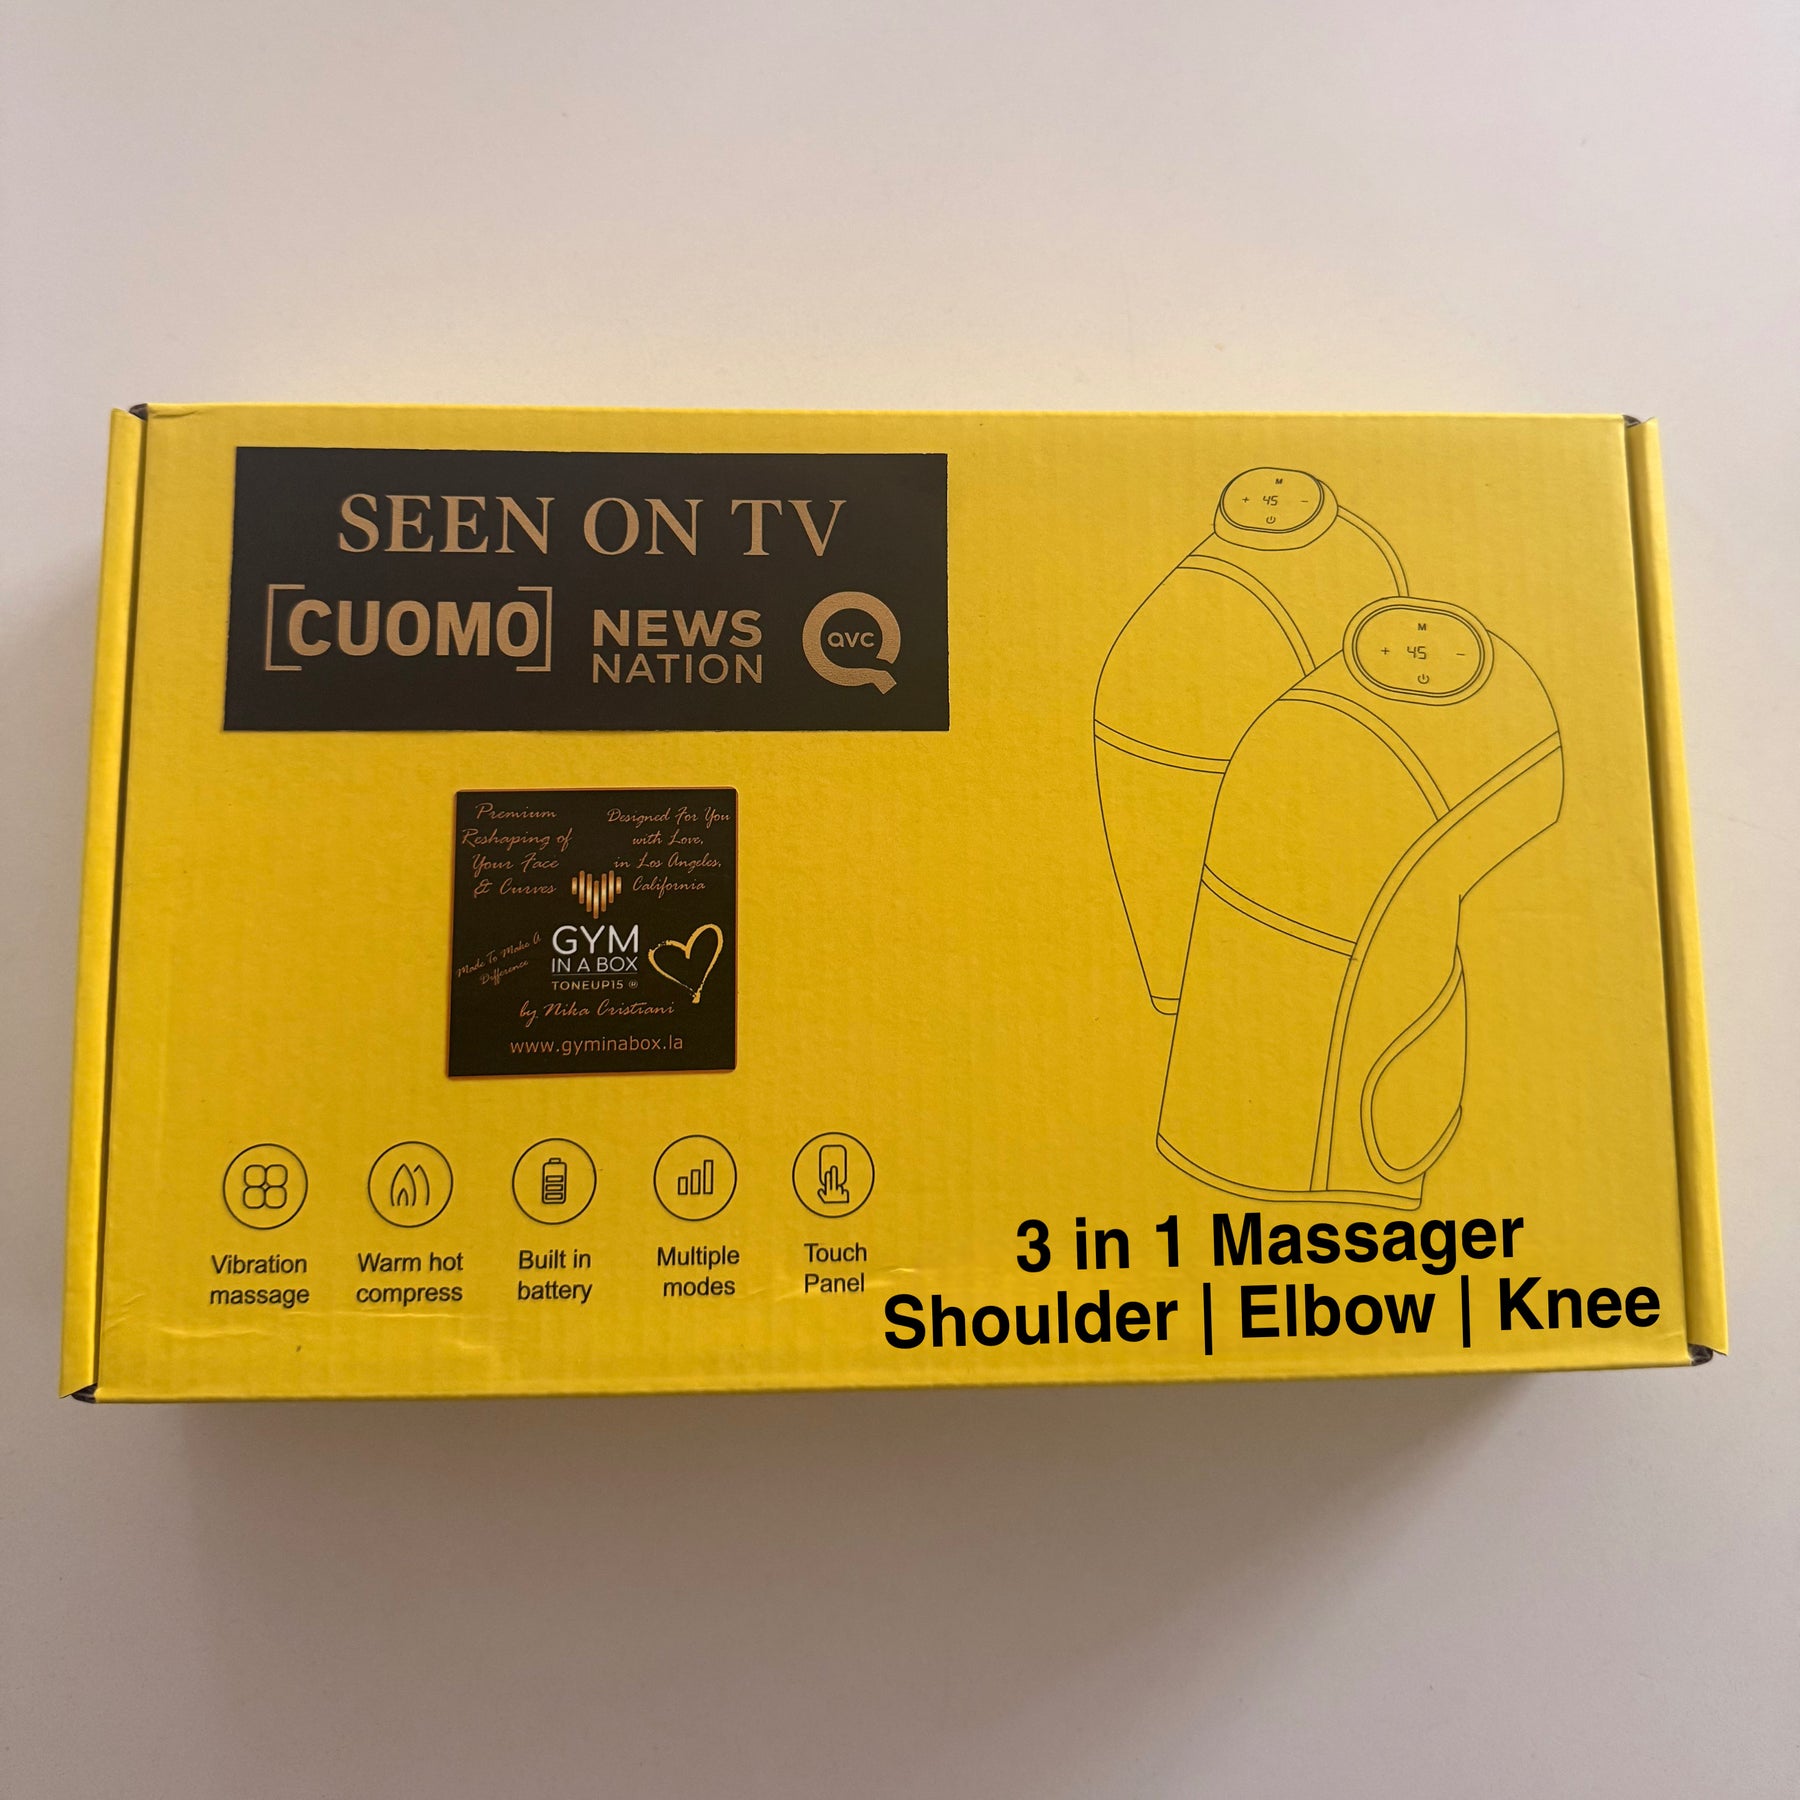 SEEN ON TV
[CUOMO] NEWS NATION QVC
M
+ 45 -
M
+ 45 -
Premium
Reshaping of
Your Face
& Curves
Designed For You
with Love,
in Los Angeles,
California
Made To Make A
Difference
GYM
IN A BOX
TONEUP15 ®
by Nika Cristiani
www.gyminabox.la
Vibration
massage
Warm hot
compress
Built in
battery
Multiple
modes
Touch
Panel
3 in 1 Massager
Shoulder | Elbow | Knee